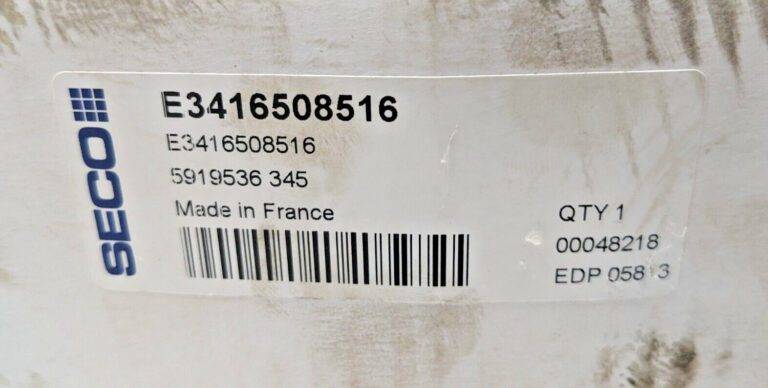 SECO
E3416508516
E3416508516
5919536 345
Made in France
QTY 1
00048218
EDP